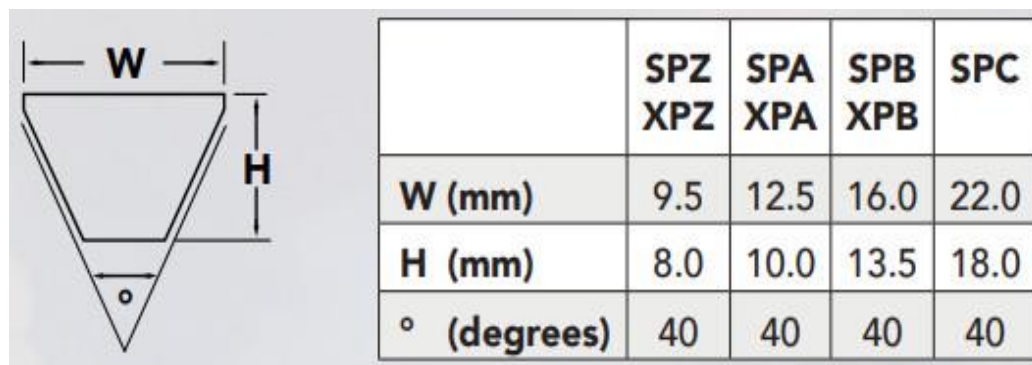 W
H
°
SPZ SPA SPB SPC
XPZ XPA XPB
W (mm) 9.5 12.5 16.0 22.0
H (mm) 8.0 10.0 13.5 18.0
° (degrees) 40 40 40 40